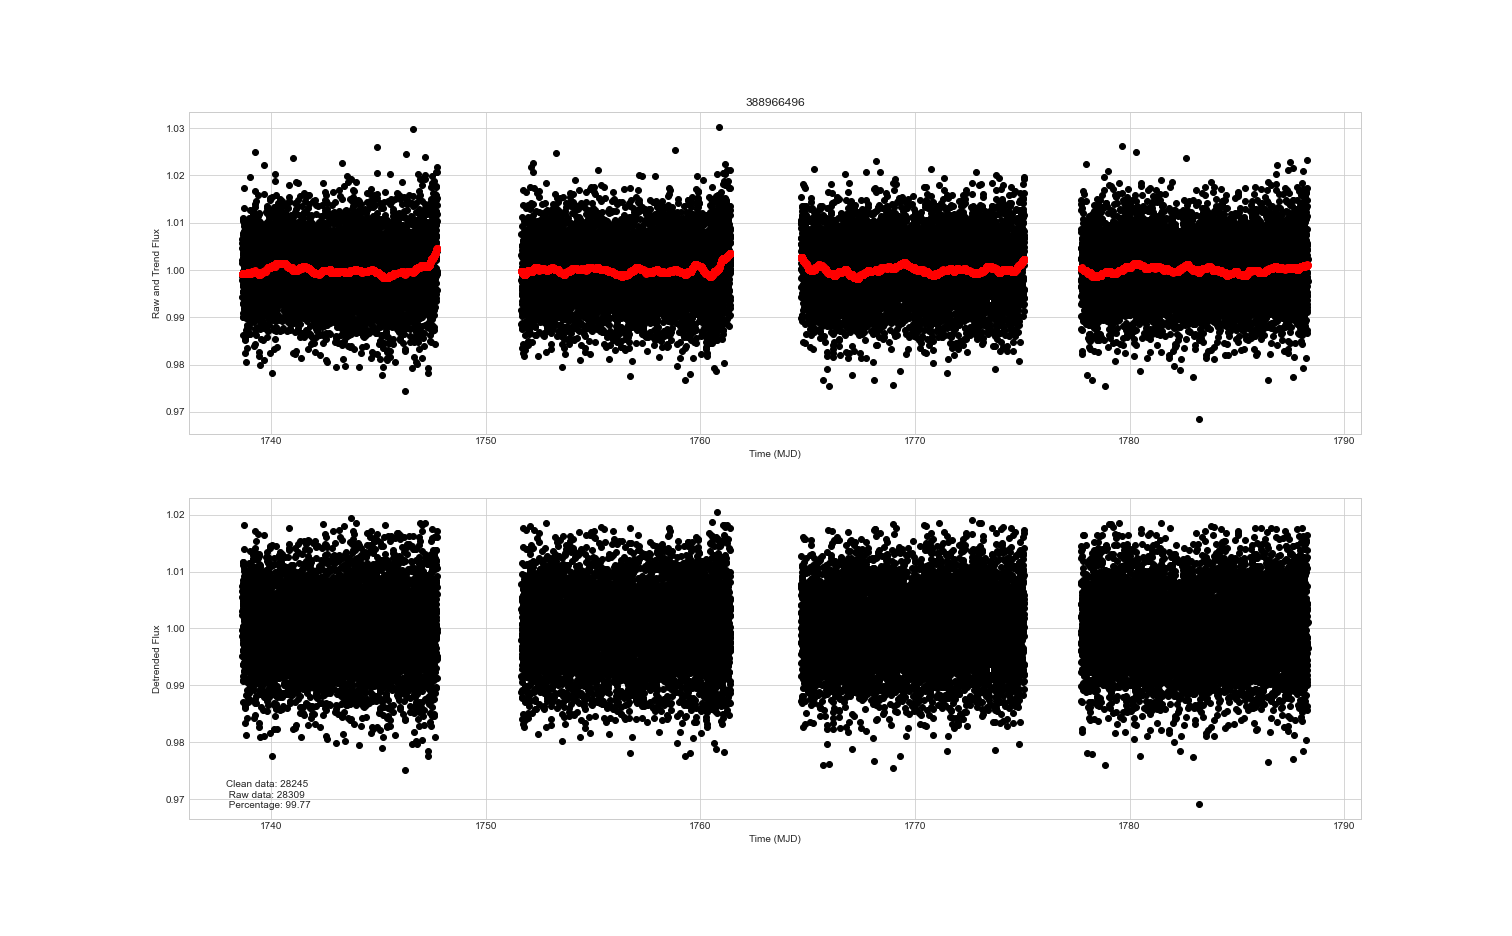 388966496
1.03
1.02
1.01
1.00
0.99
0.98
0.97
Raw and Trend Flux
1740 1750 1760 1770 1780 1790
Time (MJD)
1.02
1.01
1.00
0.99
0.98
0.97
Detrended Flux
Clean data: 28245
Raw data: 28309
Percentage: 99.77
1740 1750 1760 1770 1780 1790
Time (MJD)